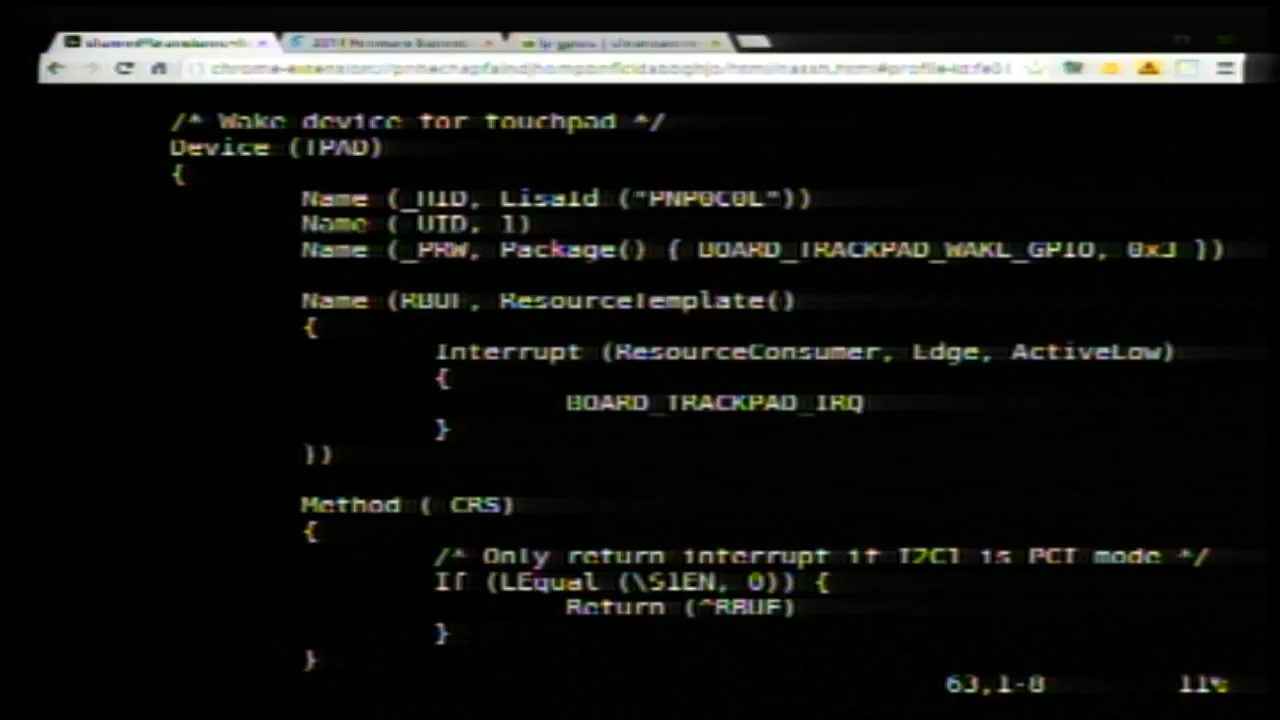 /* Wake device for touchpad */
Device (TPAD)
{
Name (_HID, EisaId ("PNP0C0E"))
Name (_UID, 1)
Name (_PRW, Package() { BOARD_TRACKPAD_WAKE_GPIO, 0x3 })
Name (RBUF, ResourceTemplate()
{
Interrupt (ResourceConsumer, Edge, ActiveLow)
{
BOARD_TRACKPAD_IRQ
}
})
Method (_CRS)
{
/* Only return interrupt if I2C1 is PCI mode */
If (LEqual (\S1EN, 0)) {
Return (^RBUF)
}
}
63,1-8 11%